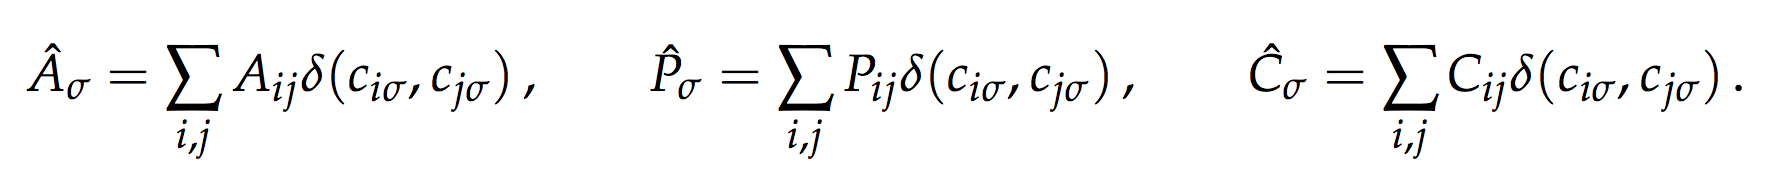 Â_σ = ∑_{i,j} A_{ij} δ(c_{iσ}, c_{jσ}) , P̂_σ = ∑_{i,j} P_{ij} δ(c_{iσ}, c_{jσ}) , Ĉ_σ = ∑_{i,j} C_{ij} δ(c_{iσ}, c_{jσ}) .